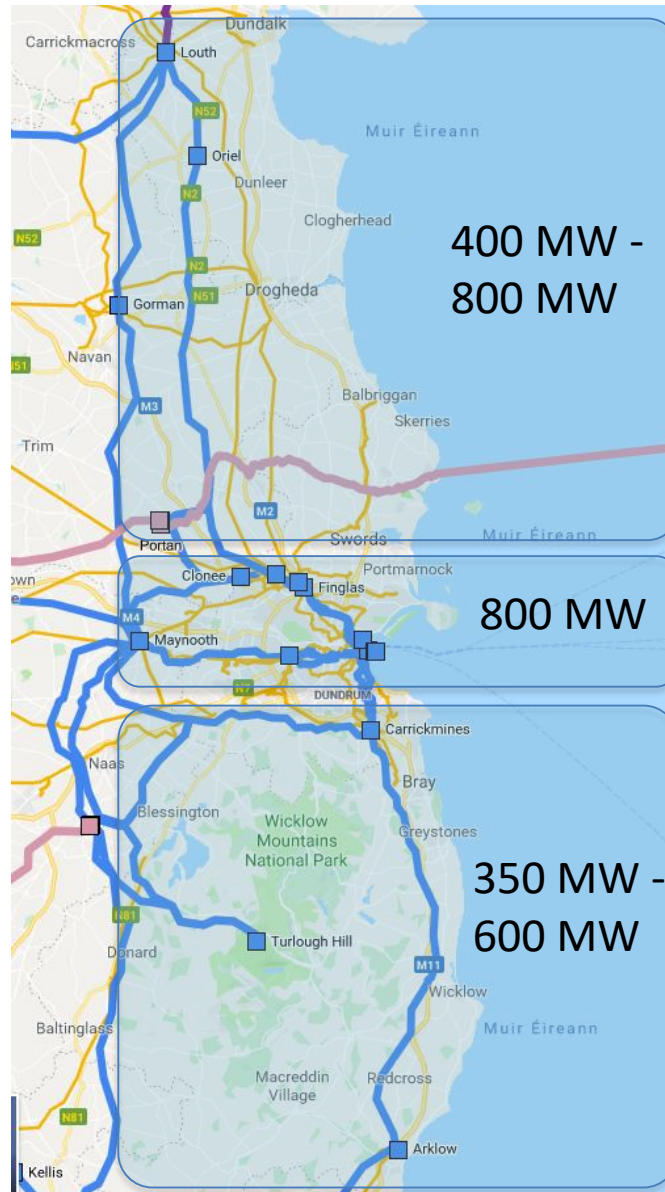 Dundalk
Carrickmacross
Louth
N52
Muir Éireann
Oriel
Dunleer
N2
Clogherhead
N52
400 MW -
800 MW
N2
N51
Drogheda
Gorman
Navan
N51
Balbriggan
M3
Skerries
Trim
M2
Muir Éireann
Swords
Portan
Portmarnock
Clonee
Finglas
800 MW
M4
Maynooth
N7
DUNDRUM
Carrickmines
Naas
Bray
Blessington
Greystones
Wicklow
Mountains
National Park
350 MW -
600 MW
N81
Turlough Hill
Donard
M11
Wicklow
Baltinglass
Muir Éireann
Macreddin
Village
Redcross
N81
Arklow
Kellis